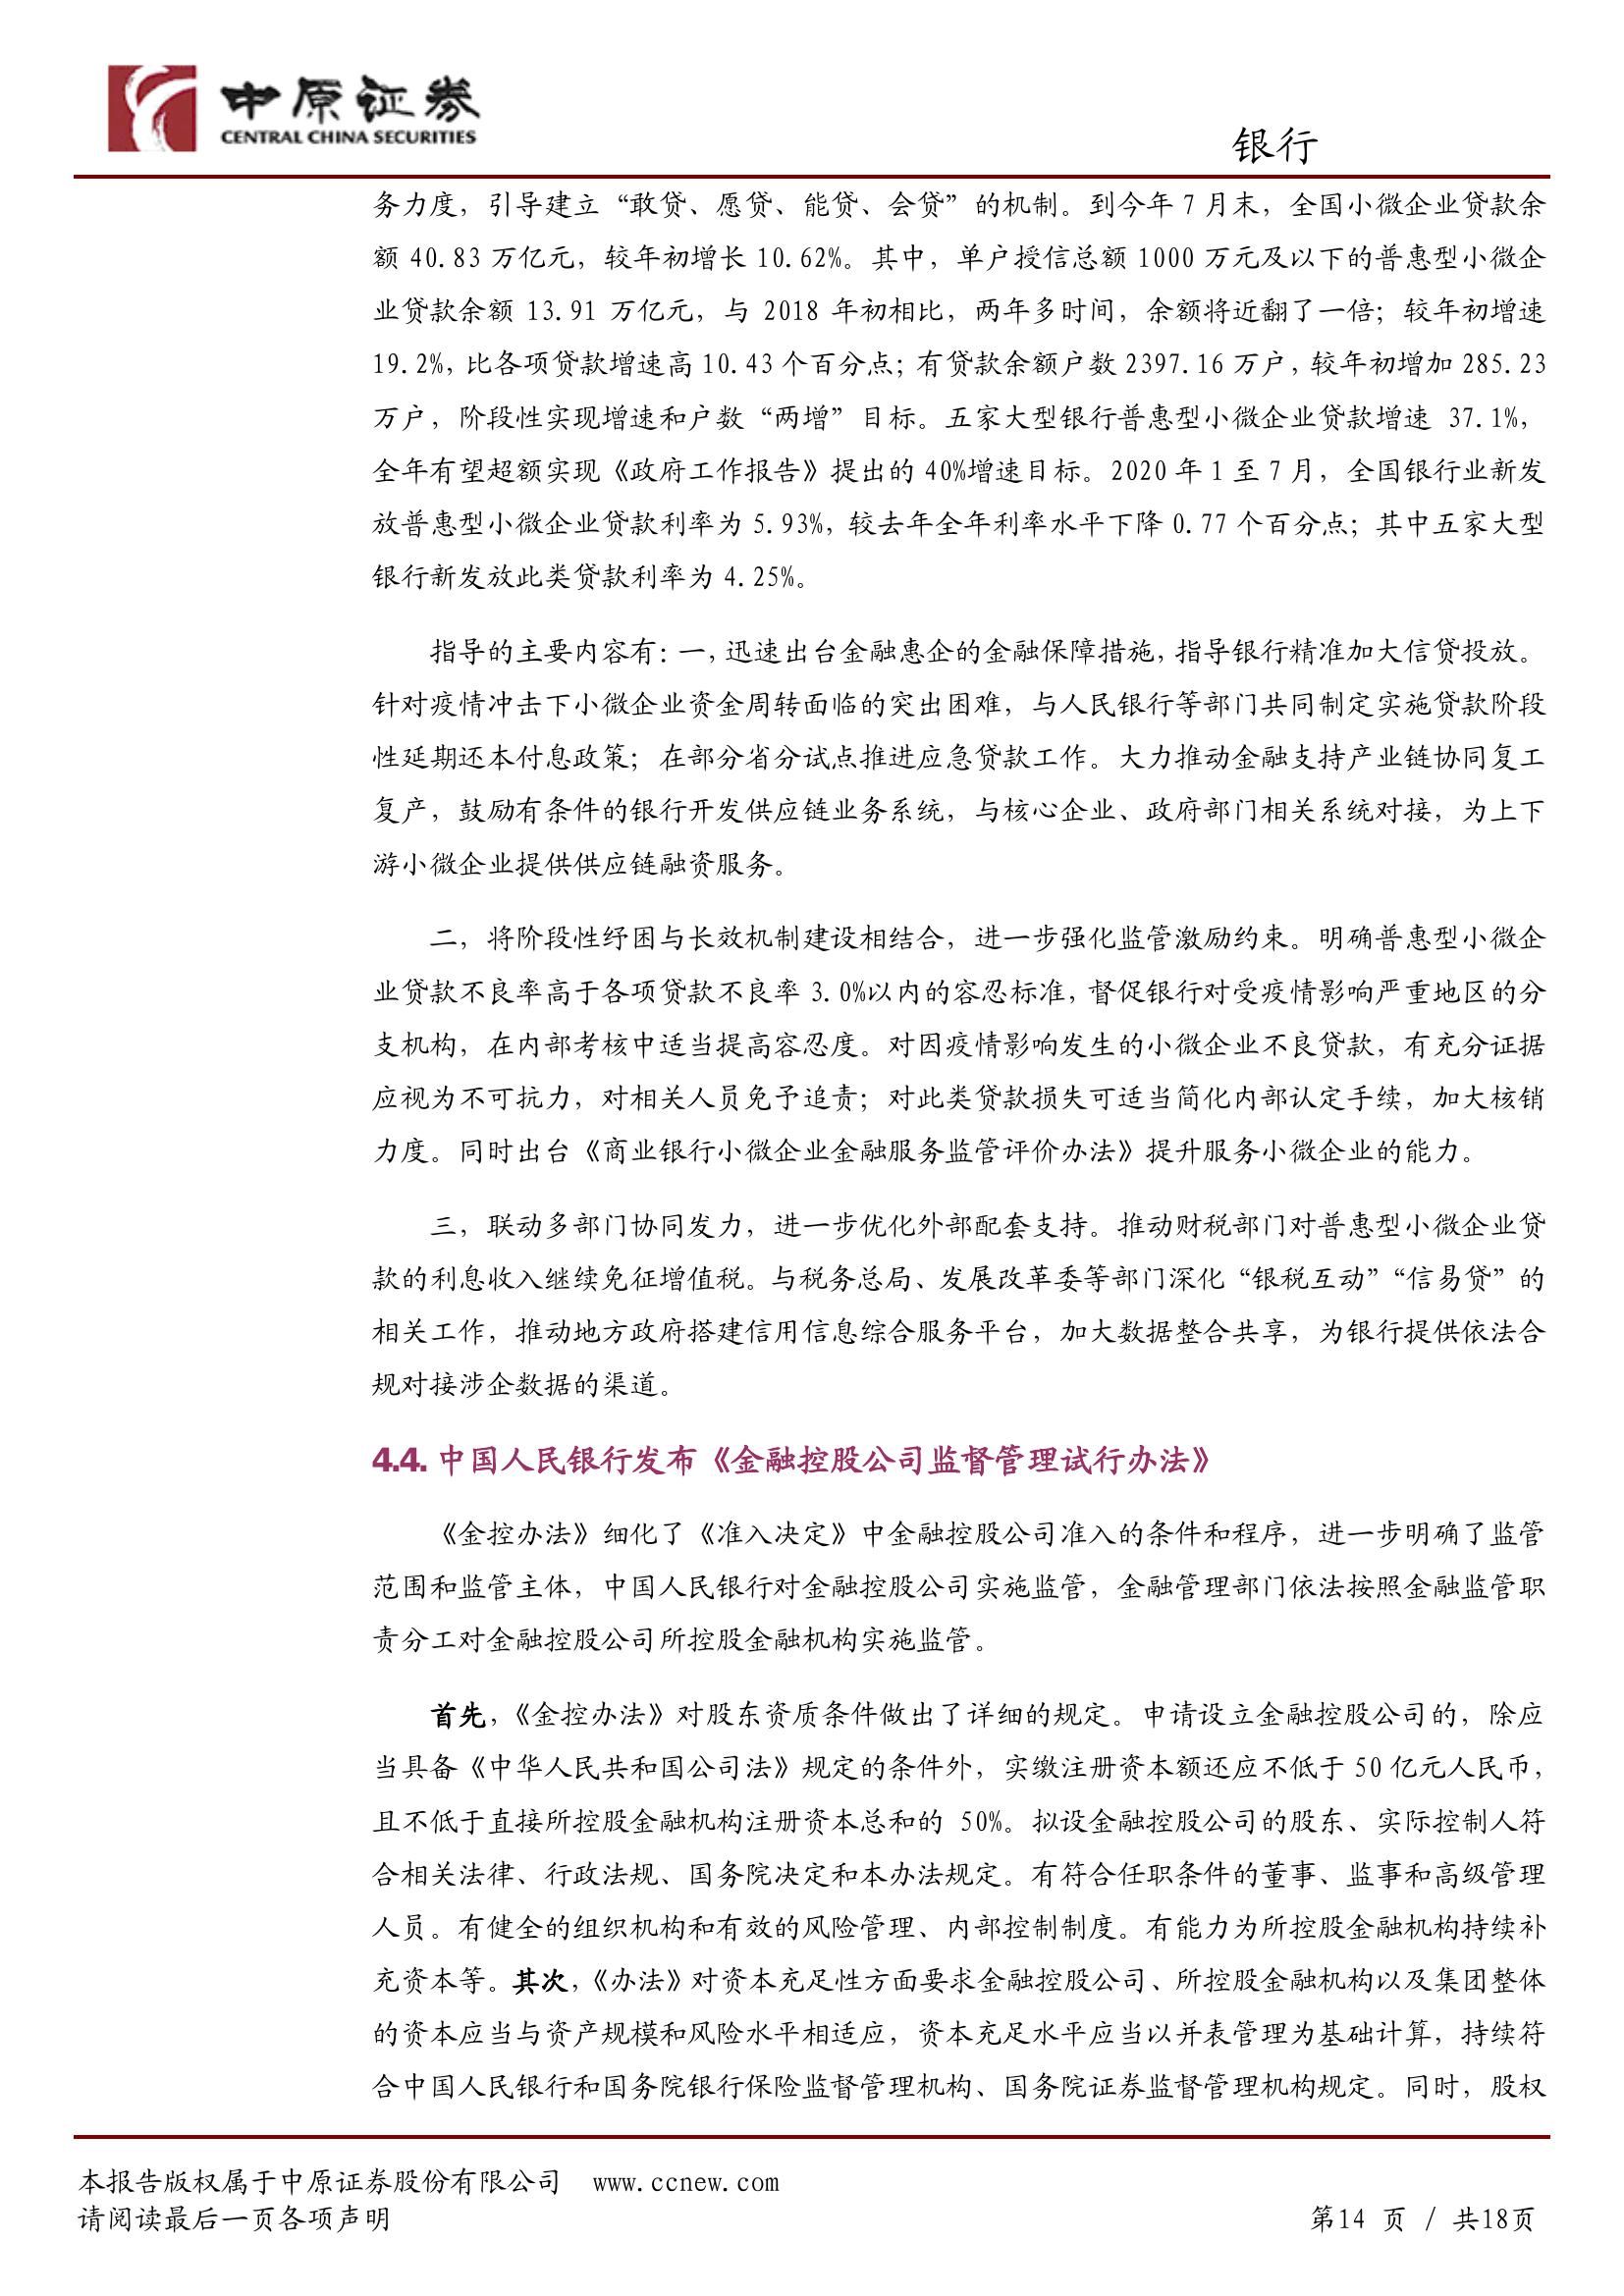 中原证券
CENTRAL CHINA SECURITIES
银行
务力度，引导建立“敢贷、愿贷、能贷、会贷”的机制。到今年 7 月末，全国小微企业贷款余
额 40.83 万亿元，较年初增长 10.62%。其中，单户授信总额 1000 万元及以下的普惠型小微企
业贷款余额 13.91 万亿元，与 2018 年初相比，两年多时间，余额将近翻了一倍；较年初增速
19.2%，比各项贷款增速高 10.43 个百分点；有贷款余额户数 2397.16 万户，较年初增加 285.23
万户，阶段性实现增速和户数“两增”目标。五家大型银行普惠型小微企业贷款增速 37.1%，
全年有望超额实现《政府工作报告》提出的 40%增速目标。2020 年 1 至 7 月，全国银行业新发
放普惠型小微企业贷款利率为 5.93%，较去年全年利率水平下降 0.77 个百分点；其中五家大型
银行新发放此类贷款利率为 4.25%。
指导的主要内容有：一，迅速出台金融惠企的金融保障措施，指导银行精准加大信贷投放。
针对疫情冲击下小微企业资金周转面临的突出困难，与人民银行等部门共同制定实施贷款阶段
性延期还本付息政策；在部分省分试点推进应急贷款工作。大力推动金融支持产业链协同复工
复产，鼓励有条件的银行开发供应链业务系统，与核心企业、政府部门相关系统对接，为上下
游小微企业提供供应链融资服务。
二，将阶段性纾困与长效机制建设相结合，进一步强化监管激励约束。明确普惠型小微企
业贷款不良率高于各项贷款不良率 3.0%以内的容忍标准，督促银行对受疫情影响严重地区的分
支机构，在内部考核中适当提高容忍度。对因疫情影响发生的小微企业不良贷款，有充分证据
应视为不可抗力，对相关人员免予追责；对此类贷款损失可适当简化内部认定手续，加大核销
力度。同时出台《商业银行小微企业金融服务监管评价办法》提升服务小微企业的能力。
三，联动多部门协同发力，进一步优化外部配套支持。推动财税部门对普惠型小微企业贷
款的利息收入继续免征增值税。与税务总局、发展改革委等部门深化“银税互动”“信易贷”的
相关工作，推动地方政府搭建信用信息综合服务平台，加大数据整合共享，为银行提供依法合
规对接涉企数据的渠道。
4.4. 中国人民银行发布《金融控股公司监督管理试行办法》
《金控办法》细化了《准入决定》中金融控股公司准入的条件和程序，进一步明确了监管
范围和监管主体，中国人民银行对金融控股公司实施监管，金融管理部门依法按照金融监管职
责分工对金融控股公司所控股金融机构实施监管。
首先，《金控办法》对股东资质条件做出了详细的规定。申请设立金融控股公司的，除应
当具备《中华人民共和国公司法》规定的条件外，实缴注册资本额还应不低于 50 亿元人民币，
且不低于直接所控股金融机构注册资本总和的 50%。拟设金融控股公司的股东、实际控制人符
合相关法律、行政法规、国务院决定和本办法规定。有符合任职条件的董事、监事和高级管理
人员。有健全的组织机构和有效的风险管理、内部控制制度。有能力为所控股金融机构持续补
充资本等。其次，《办法》对资本充足性方面要求金融控股公司、所控股金融机构以及集团整体
的资本应当与资产规模和风险水平相适应，资本充足水平应当以并表管理为基础计算，持续符
合中国人民银行和国务院银行保险监督管理机构、国务院证券监督管理机构规定。同时，股权
本报告版权属于中原证券股份有限公司 www.ccnew.com
请阅读最后一页各项声明
第14 页 / 共18页